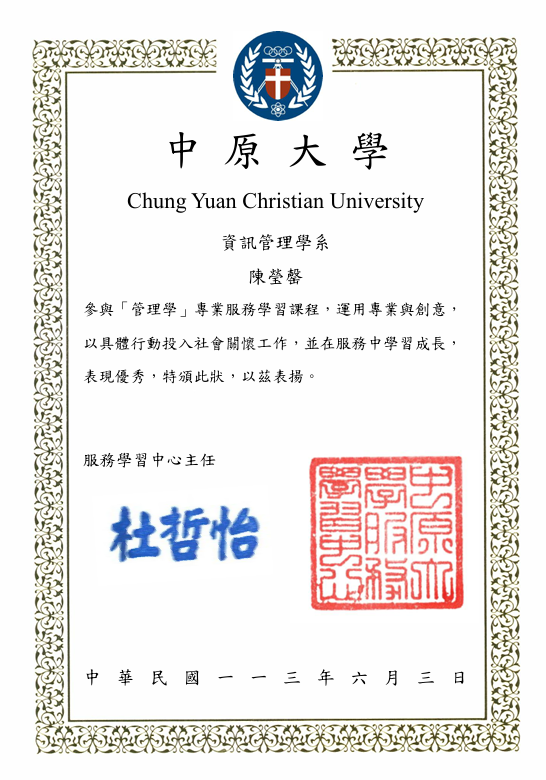 中原大學
Chung Yuan Christian University
資訊管理學系
陳瑩馨
參與「管理學」專業服務學習課程，運用專業與創意，
以具體行動投入社會關懷工作，並在服務中學習成長，
表現優秀，特頒此狀，以茲表揚。
服務學習中心主任
杜哲怡
中原大
學服務
學習中心
中華民國一一三年六月三日